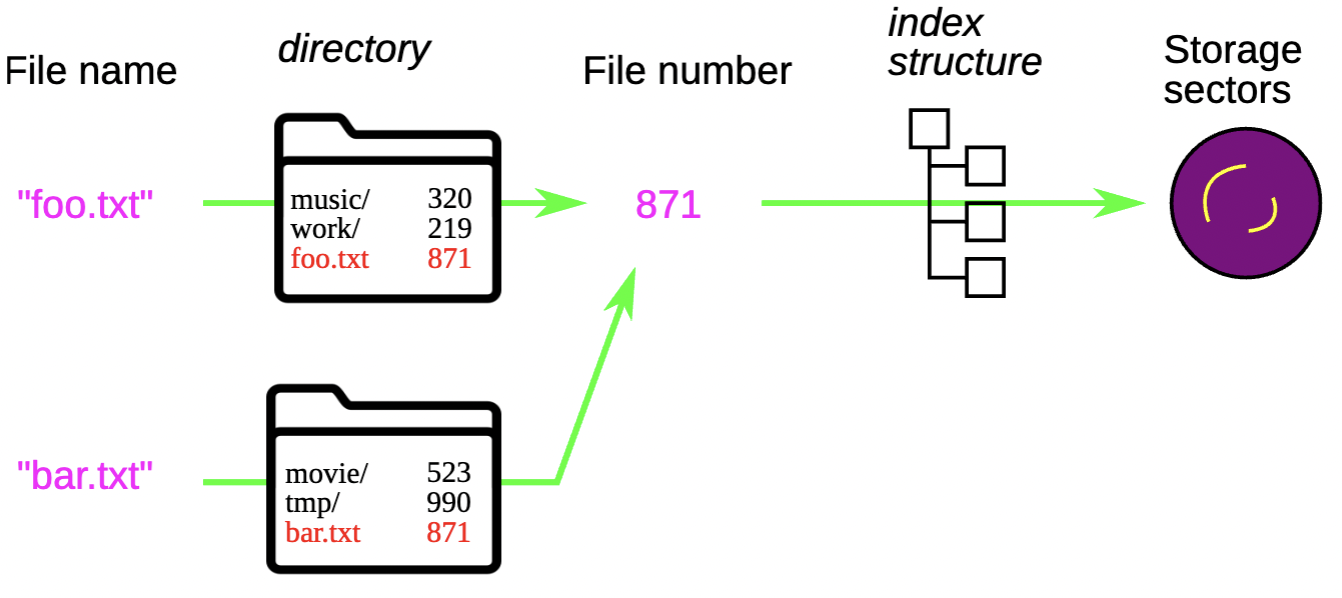 File name
directory
File number
index
structure
Storage
sectors
"foo.txt"
music/ 320
work/ 219
foo.txt 871
871
"bar.txt"
movie/ 523
tmp/ 990
bar.txt 871